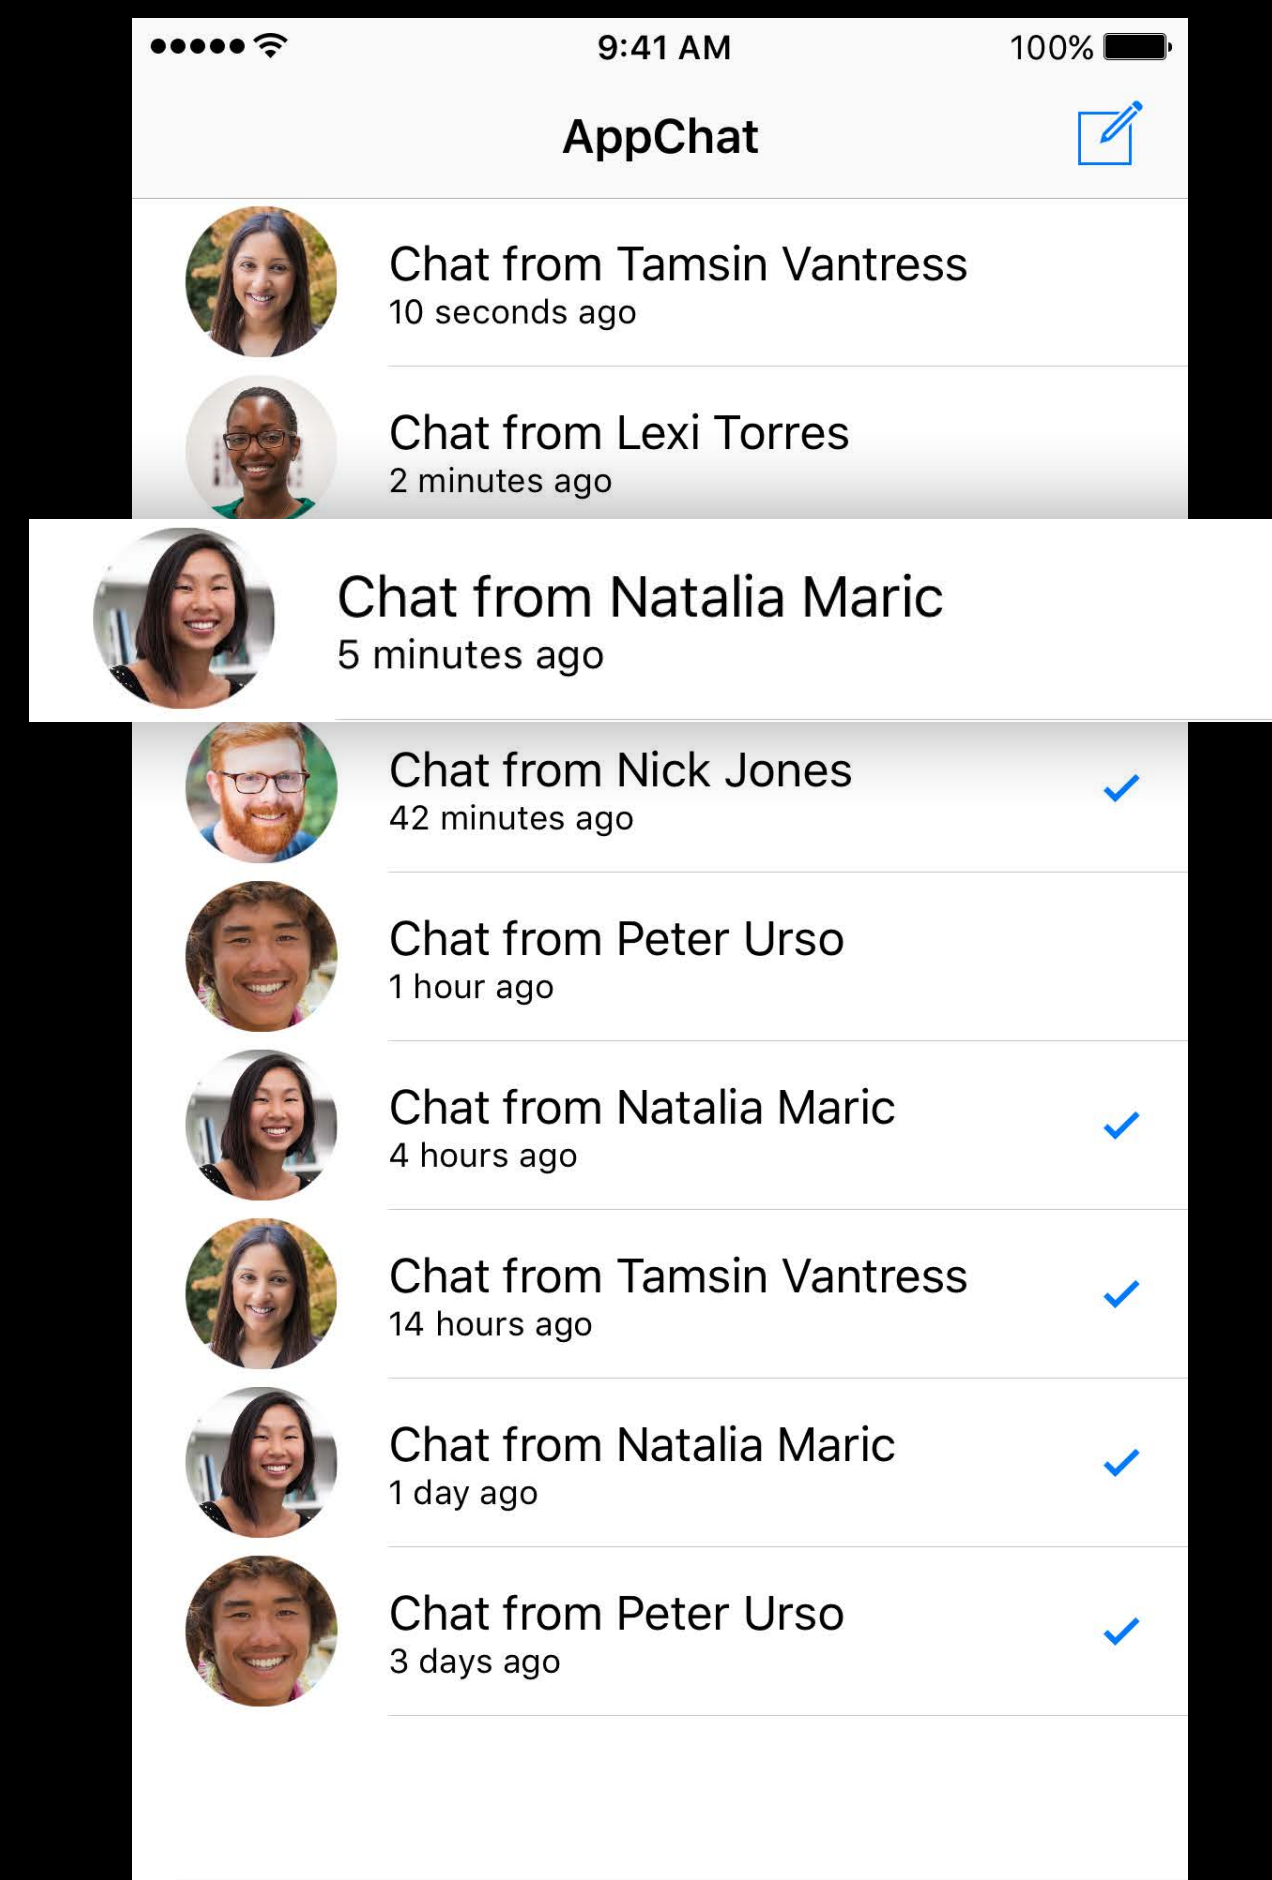 9:41 AM
100%
AppChat
Chat from Tamsin Vantress
10 seconds ago
Chat from Lexi Torres
2 minutes ago
Chat from Natalia Maric
5 minutes ago
Chat from Nick Jones
42 minutes ago
Chat from Peter Urso
1 hour ago
Chat from Natalia Maric
4 hours ago
Chat from Tamsin Vantress
14 hours ago
Chat from Natalia Maric
1 day ago
Chat from Peter Urso
3 days ago